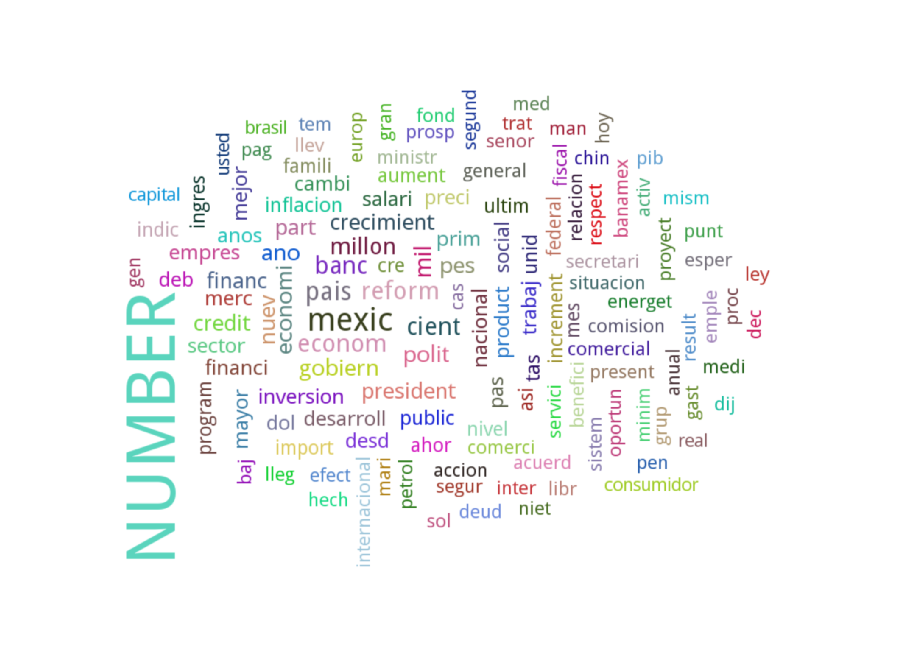 med
segund
fond
gran
europ
brasil
tem
prosp
trat
man
hoy
senor
usted
pag
llev
famili
ministr
aument
general
fiscal
chin
pib
capital
ingres
mejor
cambi
inflacion
salari
preci
ultim
federal
relacion
respect
banamex
activ
mism
indic
anos
part
crecimient
prim
social
unid
proyect
punt
empres
ano
millon
mil
secretari
esper
gen
deb
financ
banc
cre
pes
situacion
ley
merc
nuev
economi
pais
reform
cas
nacional
product
trabaj
increment
mes
energet
proc
dec
NUMBER
credit
mexic
cient
comision
result
emple
sector
econom
polit
comercial
financi
gobiern
tas
present
anual
medi
program
mayor
inversion
president
pas
asi
servici
benefici
oportun
minim
grup
gast
dij
dol
desarroll
public
nivel
sistem
real
import
desd
ahor
comerci
baj
lleg
efect
internacional
mari
petrol
accion
acuerd
pen
hech
segur
inter
libr
consumidor
sol
deud
niet